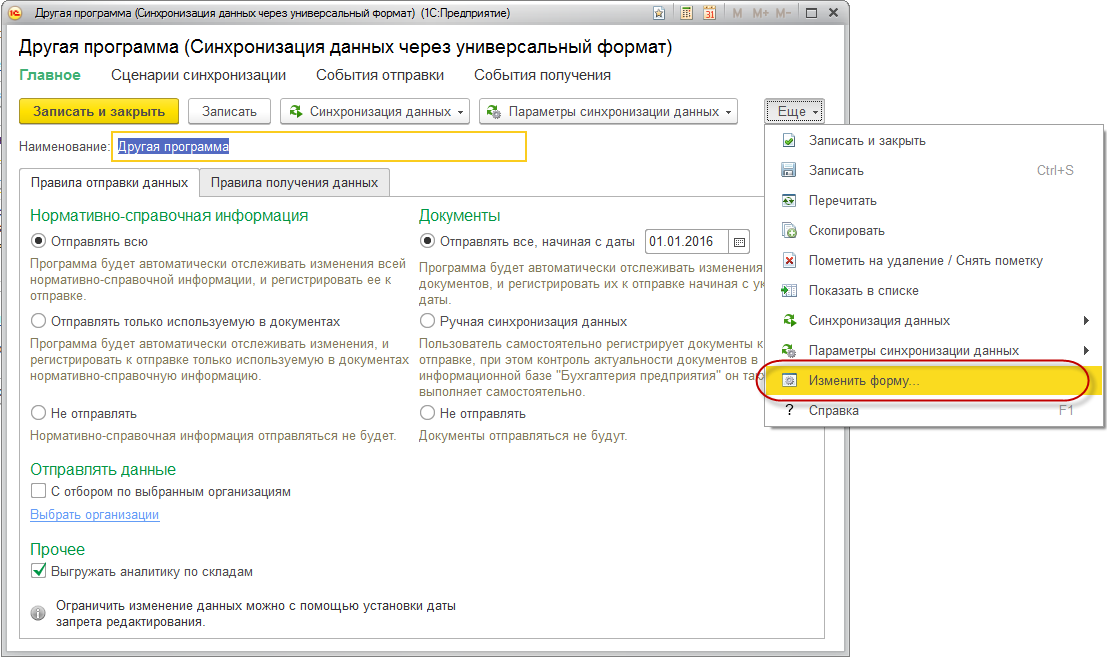 Другая программа (Синхронизация данных через универсальный формат) (1С:Предприятие)
31 M M+ M-
Другая программа (Синхронизация данных через универсальный формат)
Главное Сценарии синхронизации События отправки События получения
Записать и закрыть Записать Синхронизация данных Параметры синхронизации данных Еще
Наименование: Другая программа
Правила отправки данных Правила получения данных
Нормативно-справочная информация
Отправлять всю
Программа будет автоматически отслеживать изменения всей
нормативно-справочной информации, и регистрировать ее к
отправке.
Отправлять только используемую в документах
Программа будет автоматически отслеживать изменения, и
регистрировать к отправке только используемую в документах
нормативно-справочную информацию.
Не отправлять
Нормативно-справочная информация отправляться не будет.
Документы
Отправлять все, начиная с даты 01.01.2016
Программа будет автоматически отслеживать изменения
документов, и регистрировать их к отправке начиная с ук
даты.
Ручная синхронизация данных
Пользователь самостоятельно регистрирует документы к
отправке, при этом контроль актуальности документов в
информационной базе "Бухгалтерия предприятия" он так
выполняет самостоятельно.
Не отправлять
Документы отправляться не будут.
Отправлять данные
С отбором по выбранным организациям
Выбрать организации
Прочее
Выгружать аналитику по складам
Ограничить изменение данных можно с помощью установки даты
запрета редактирования.
Записать и закрыть
Записать Ctrl+S
Перечитать
Скопировать
Пометить на удаление / Снять пометку
Показать в списке
Синхронизация данных
Параметры синхронизации данных
Изменить форму...
? Справка F1